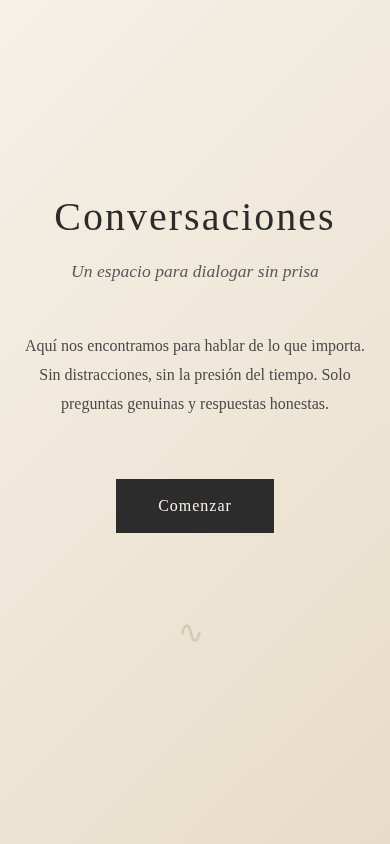 Conversaciones
Un espacio para dialogar sin prisa
Aquí nos encontramos para hablar de lo que importa.
Sin distracciones, sin la presión del tiempo. Solo
preguntas genuinas y respuestas honestas.
Comenzar
∿